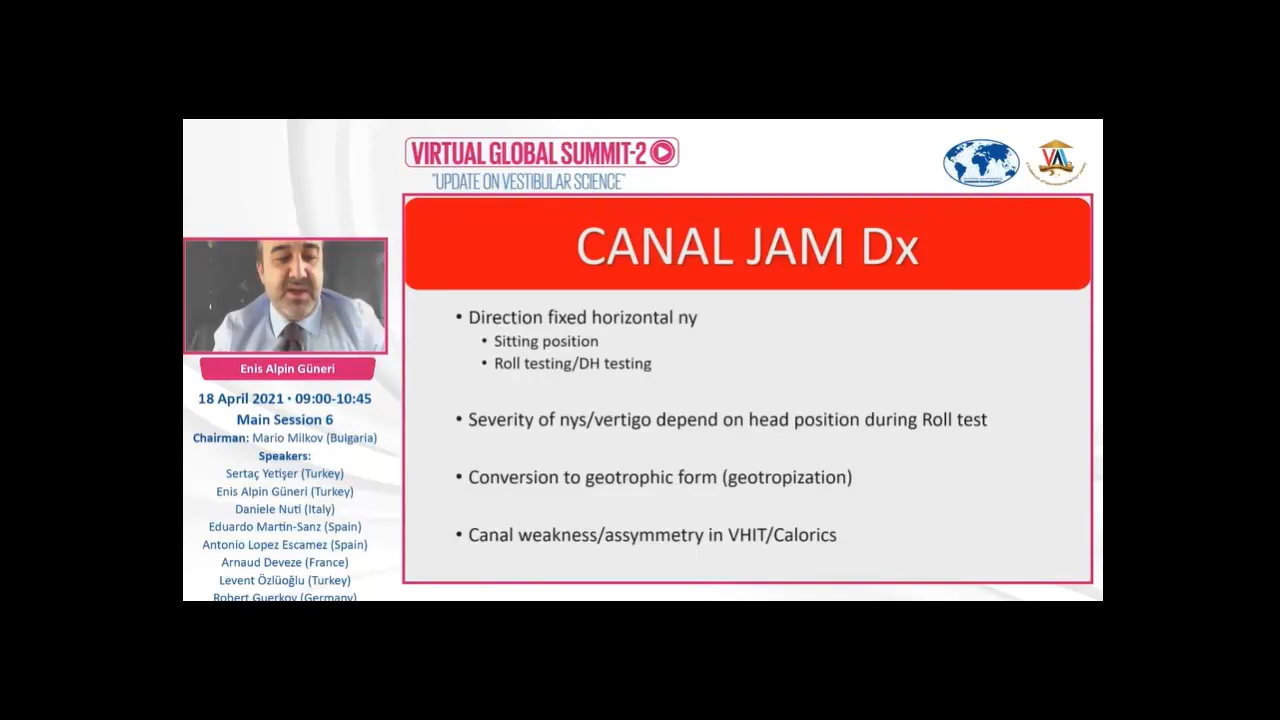 VIRTUAL GLOBAL SUMMIT-2
"UPDATE ON VESTIBULAR SCIENCE"
VAI
CANAL JAM Dx
• Direction fixed horizontal ny
• Sitting position
• Roll testing/DH testing
• Severity of nys/vertigo depend on head position during Roll test
• Conversion to geotrophic form (geotropization)
• Canal weakness/assymmetry in VHIT/Calorics
Enis Alpin Güneri
18 April 2021 • 09:00-10:45
Main Session 6
Chairman: Mario Milkov (Bulgaria)
Speakers:
Sertaç Yetişer (Turkey)
Enis Alpin Güneri (Turkey)
Daniele Nuti (Italy)
Eduardo Martin-Sanz (Spain)
Antonio Lopez Escamez (Spain)
Arnaud Deveze (France)
Levent Özlüoğlu (Turkey)
Robert Guerkov (Germany)